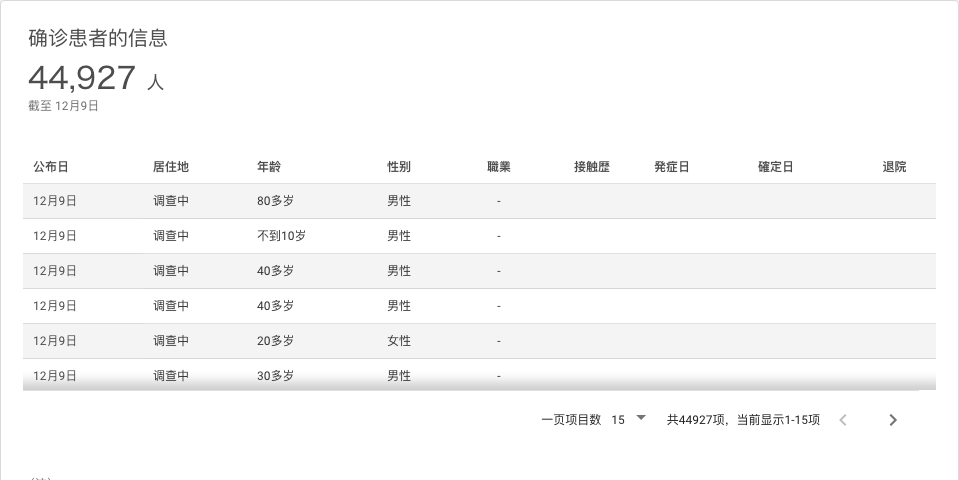 确诊患者的信息
44,927 人
截至 12月9日
公布日 居住地 年龄 性别 職業 接触歴 発症日 確定日 退院
12月9日 调查中 80多岁 男性 -
12月9日 调查中 不到10岁 男性 -
12月9日 调查中 40多岁 男性 -
12月9日 调查中 40多岁 男性 -
12月9日 调查中 20多岁 女性 -
12月9日 调查中 30多岁 男性 -
一页项目数 15 共44927项，当前显示1-15项